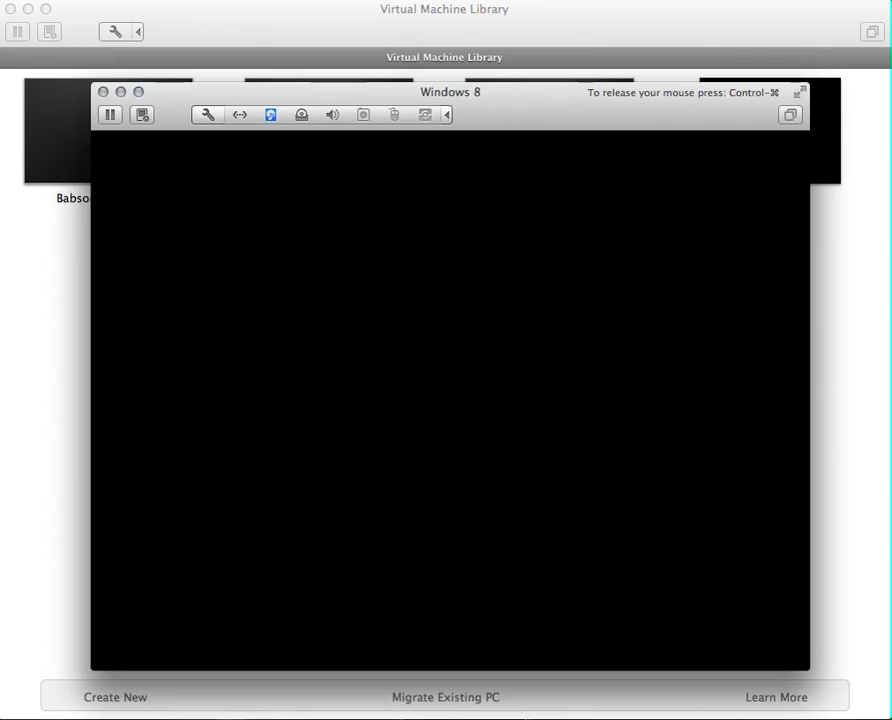 Virtual Machine Library
Virtual Machine Library
Windows 8
To release your mouse press: Control-⌘
Babso
Create New
Migrate Existing PC
Learn More